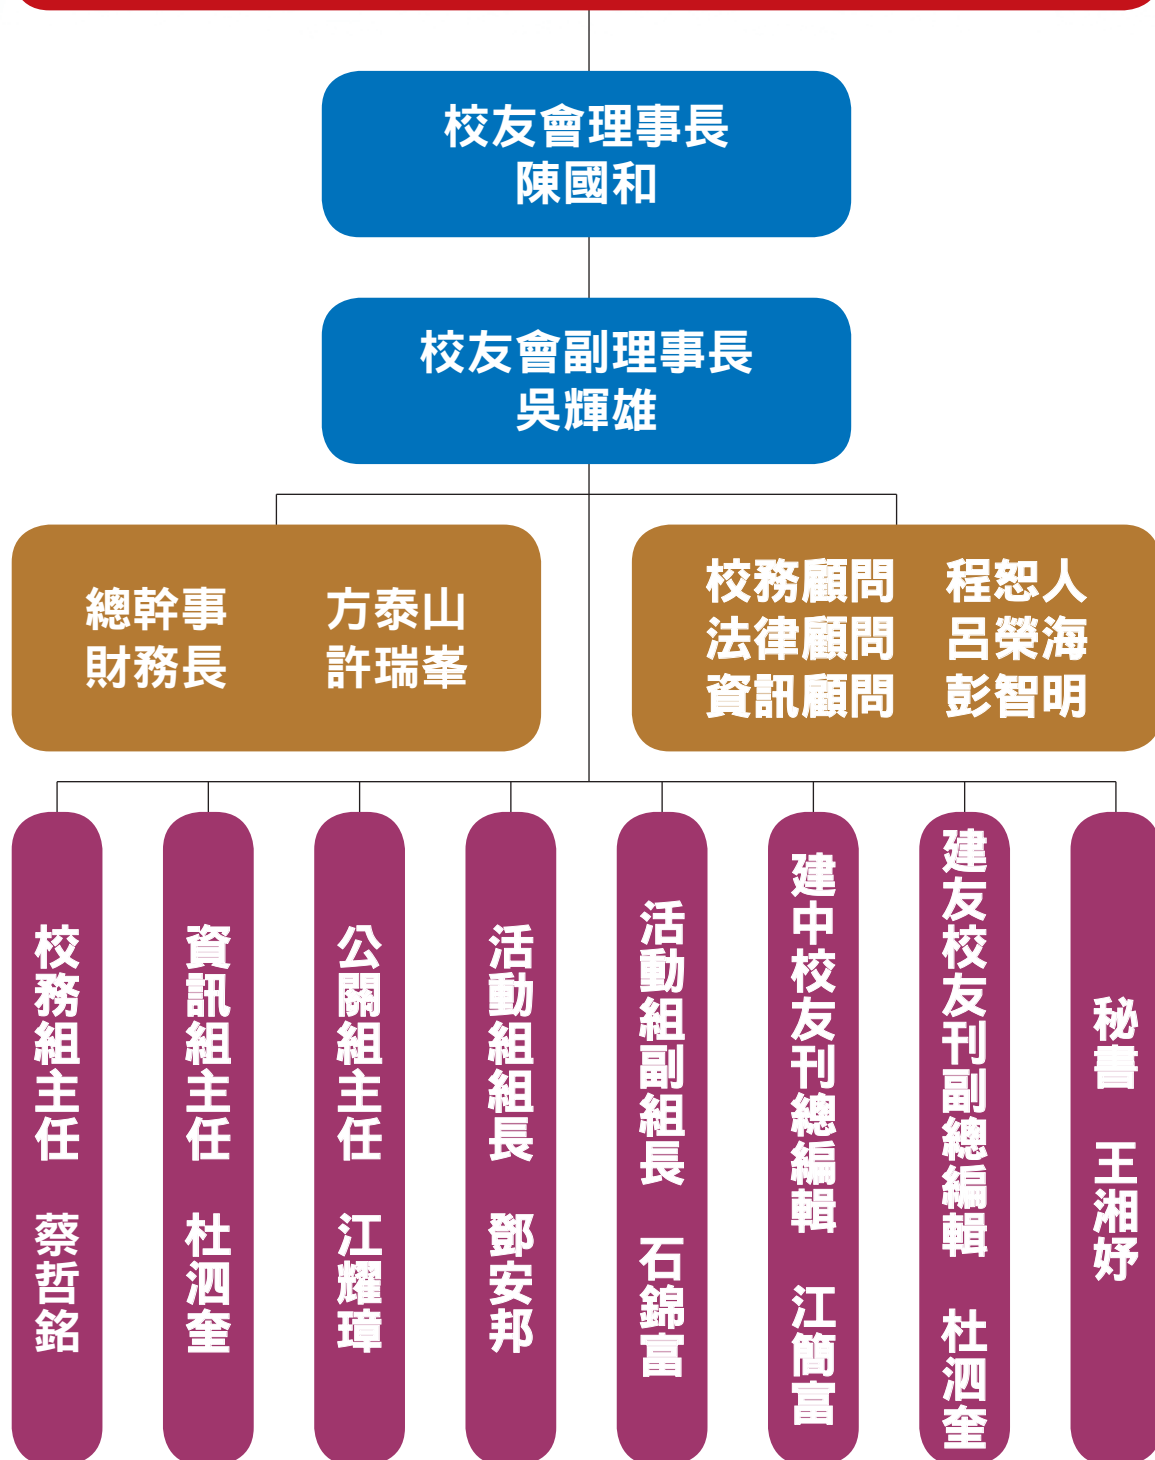 校友會理事長
陳國和
校友會副理事長
吳輝雄
總幹事 方泰山
財務長 許瑞峯
校務顧問 程恕人
法律顧問 呂榮海
資訊顧問 彭智明
校務組主任 蔡哲銘
資訊組主任 杜泗奎
公關組主任 江耀璋
活動組組長 鄧安邦
活動組副組長 石錦富
建中校友刊總編輯 江簡富
建友校友刊副總編輯 杜泗奎
秘書 王湘妤